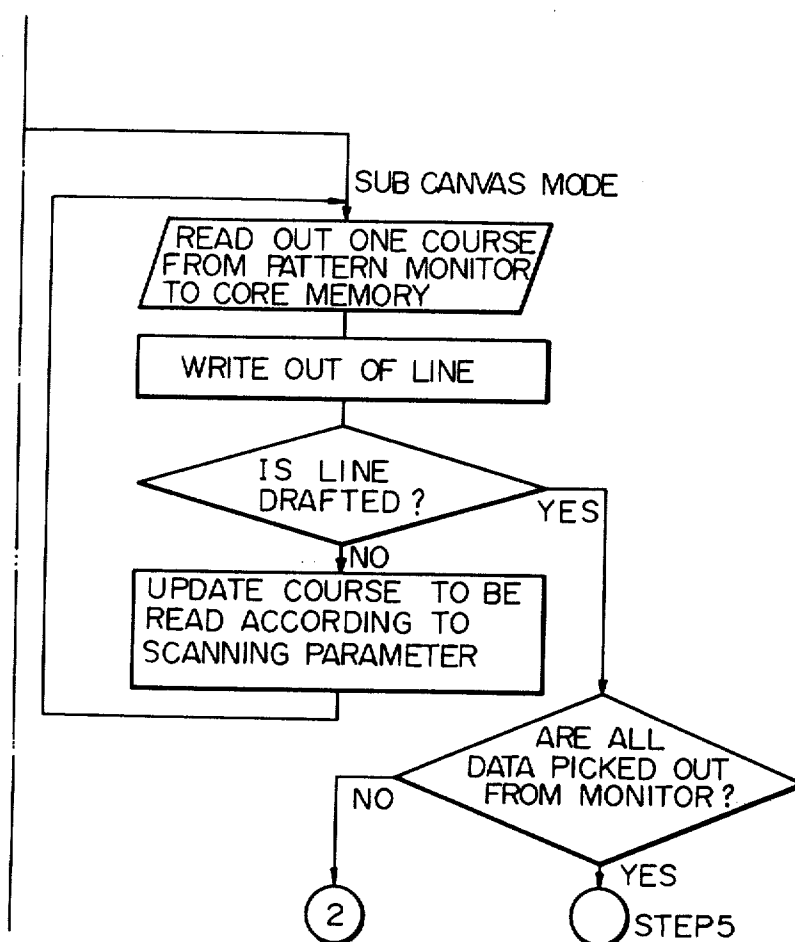 SUB CANVAS MODE
READ OUT ONE COURSE
FROM PATTERN MONITOR
TO CORE MEMORY
WRITE OUT OF LINE
IS LINE
DRAFTED ?
YES
NO
UPDATE COURSE TO BE
READ ACCORDING TO
SCANNING PARAMETER
ARE ALL
DATA PICKED OUT
FROM MONITOR ?
NO
YES
2
STEP5